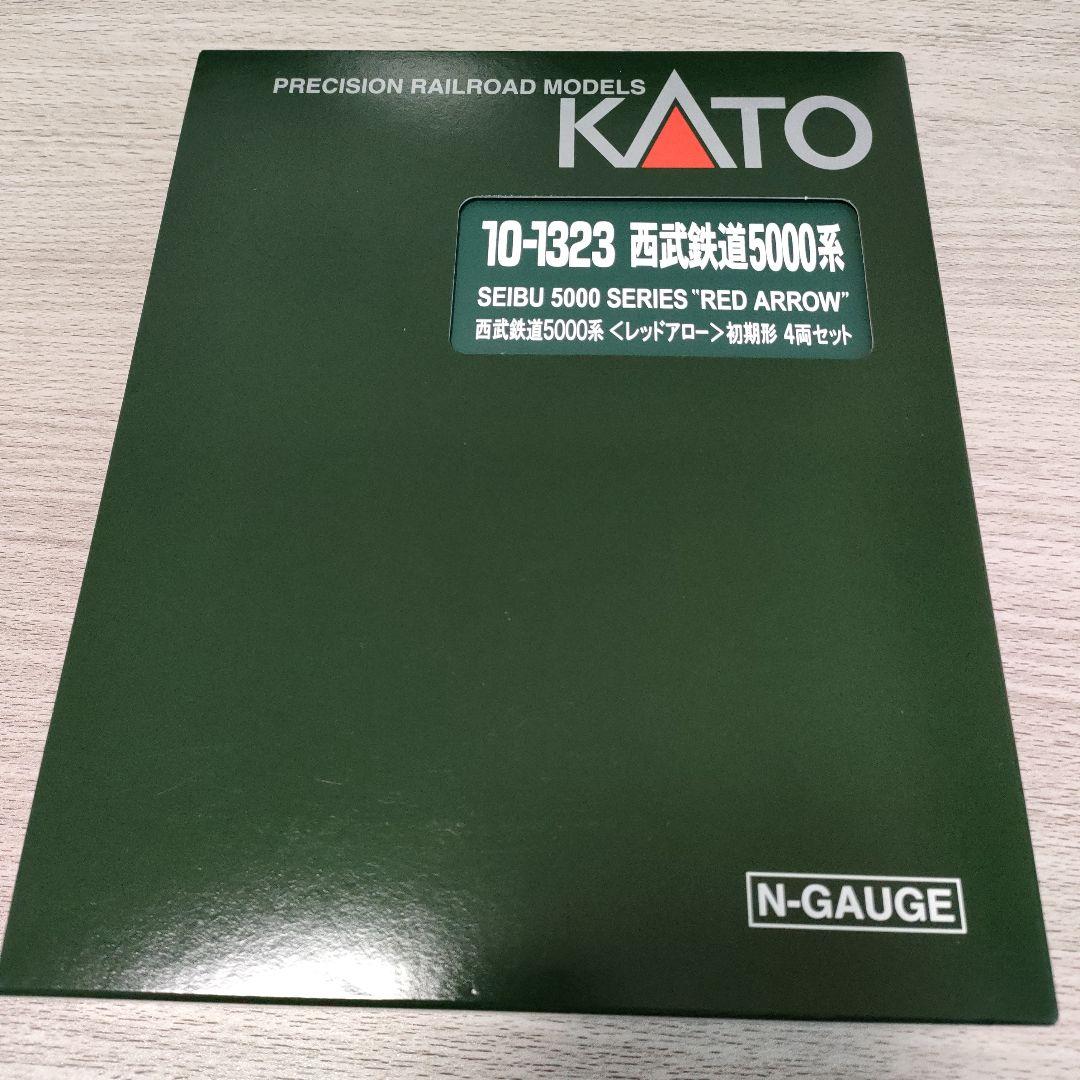 PRECISION RAILROAD MODELS
KATO
10-1323 西武鉄道5000系
SEIBU 5000 SERIES "RED ARROW"
西武鉄道5000系＜レッドアロー＞初期形 4両セット
N-GAUGE